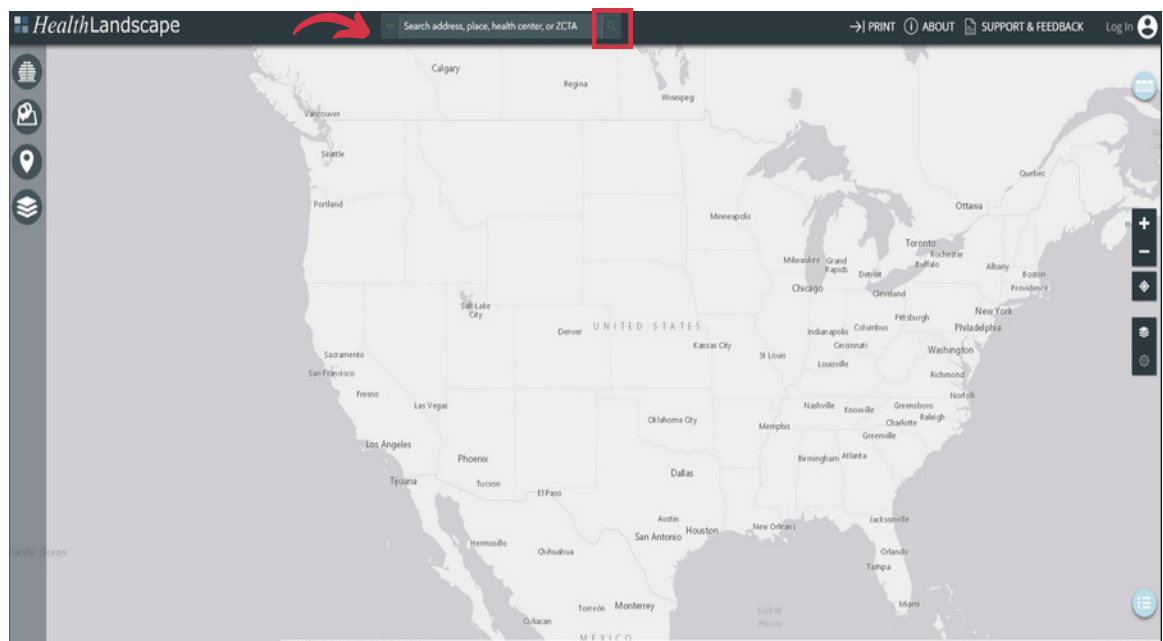 HealthLandscape
Search address, place, health center, or ZCTA
PRINT
ABOUT
SUPPORT & FEEDBACK
Log In
Calgary
Regina
Winnipeg
Vancouver
Seattle
Quebec
Portland
Ottawa
Minneapolis
Toronto
Rochester
Milwaukee
Grand
Rapids
Buffalo
Detroit
Albany
Boston
Chicago
Cleveland
Providence
Salt Lake
City
New York
Pittsburgh
Denver
UNITED STATES
Indianapolis
Columbus
Philadelphia
Kansas City
Cincinnati
Sacramento
St Louis
Washington
Louisville
San Francisco
Richmond
Fresno
Norfolk
Las Vegas
Nashville
Knoxville
Greensboro
Oklahoma City
Raleigh
Memphis
Charlotte
Greenville
Los Angeles
Phoenix
Birmingham
Atlanta
Dallas
Tijuana
Tucson
El Paso
Austin
Jacksonville
Houston
New Orleans
San Antonio
Hermosillo
Chihuahua
Orlando
Pacific Ocean
Tampa
Torreón
Monterrey
Miami
Gulf of
Mexico
Culiacan
MÉXICO